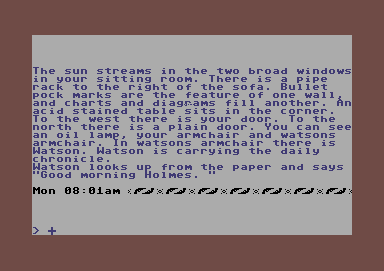 The sun streams in the two broad windows
in your sitting room. There is a pipe
rack to the right of the sofa. Bullet
pock marks are the feature of one wall,
and charts and diagrams fill another. An
acid stained table sits in the corner.
To the west there is your door. To the
north there is a plain door. You can see
an oil lamp, your armchair and watsons
armchair. In watsons armchair there is
Watson. Watson is carrying the daily
chronicle.
Watson looks up from the paper and says
"Good morning Holmes. "
Mon 08:01am
> +